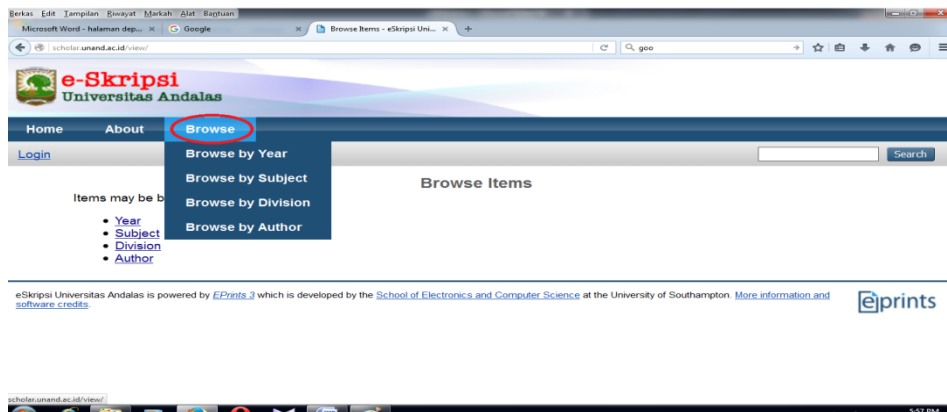 Berkas Edit Tampilan Riwayat Markah Alat Bantuan
Microsoft Word - halaman dep... × Google × Browse Items - eSkripsi Uni... × +
scholar.unand.ac.id/view/ goo
e-Skripsi
Universitas Andalas
Home About Browse
Login Browse by Year Search
Browse by Subject
Browse Items
Items may be b
Browse by Division
• Year
Browse by Author
• Subject
• Division
• Author
eSkripsi Universitas Andalas is powered by EPrints 3 which is developed by the School of Electronics and Computer Science at the University of Southampton. More information and
software credits.
eprints
scholar.unand.ac.id/view/
5:57 PM